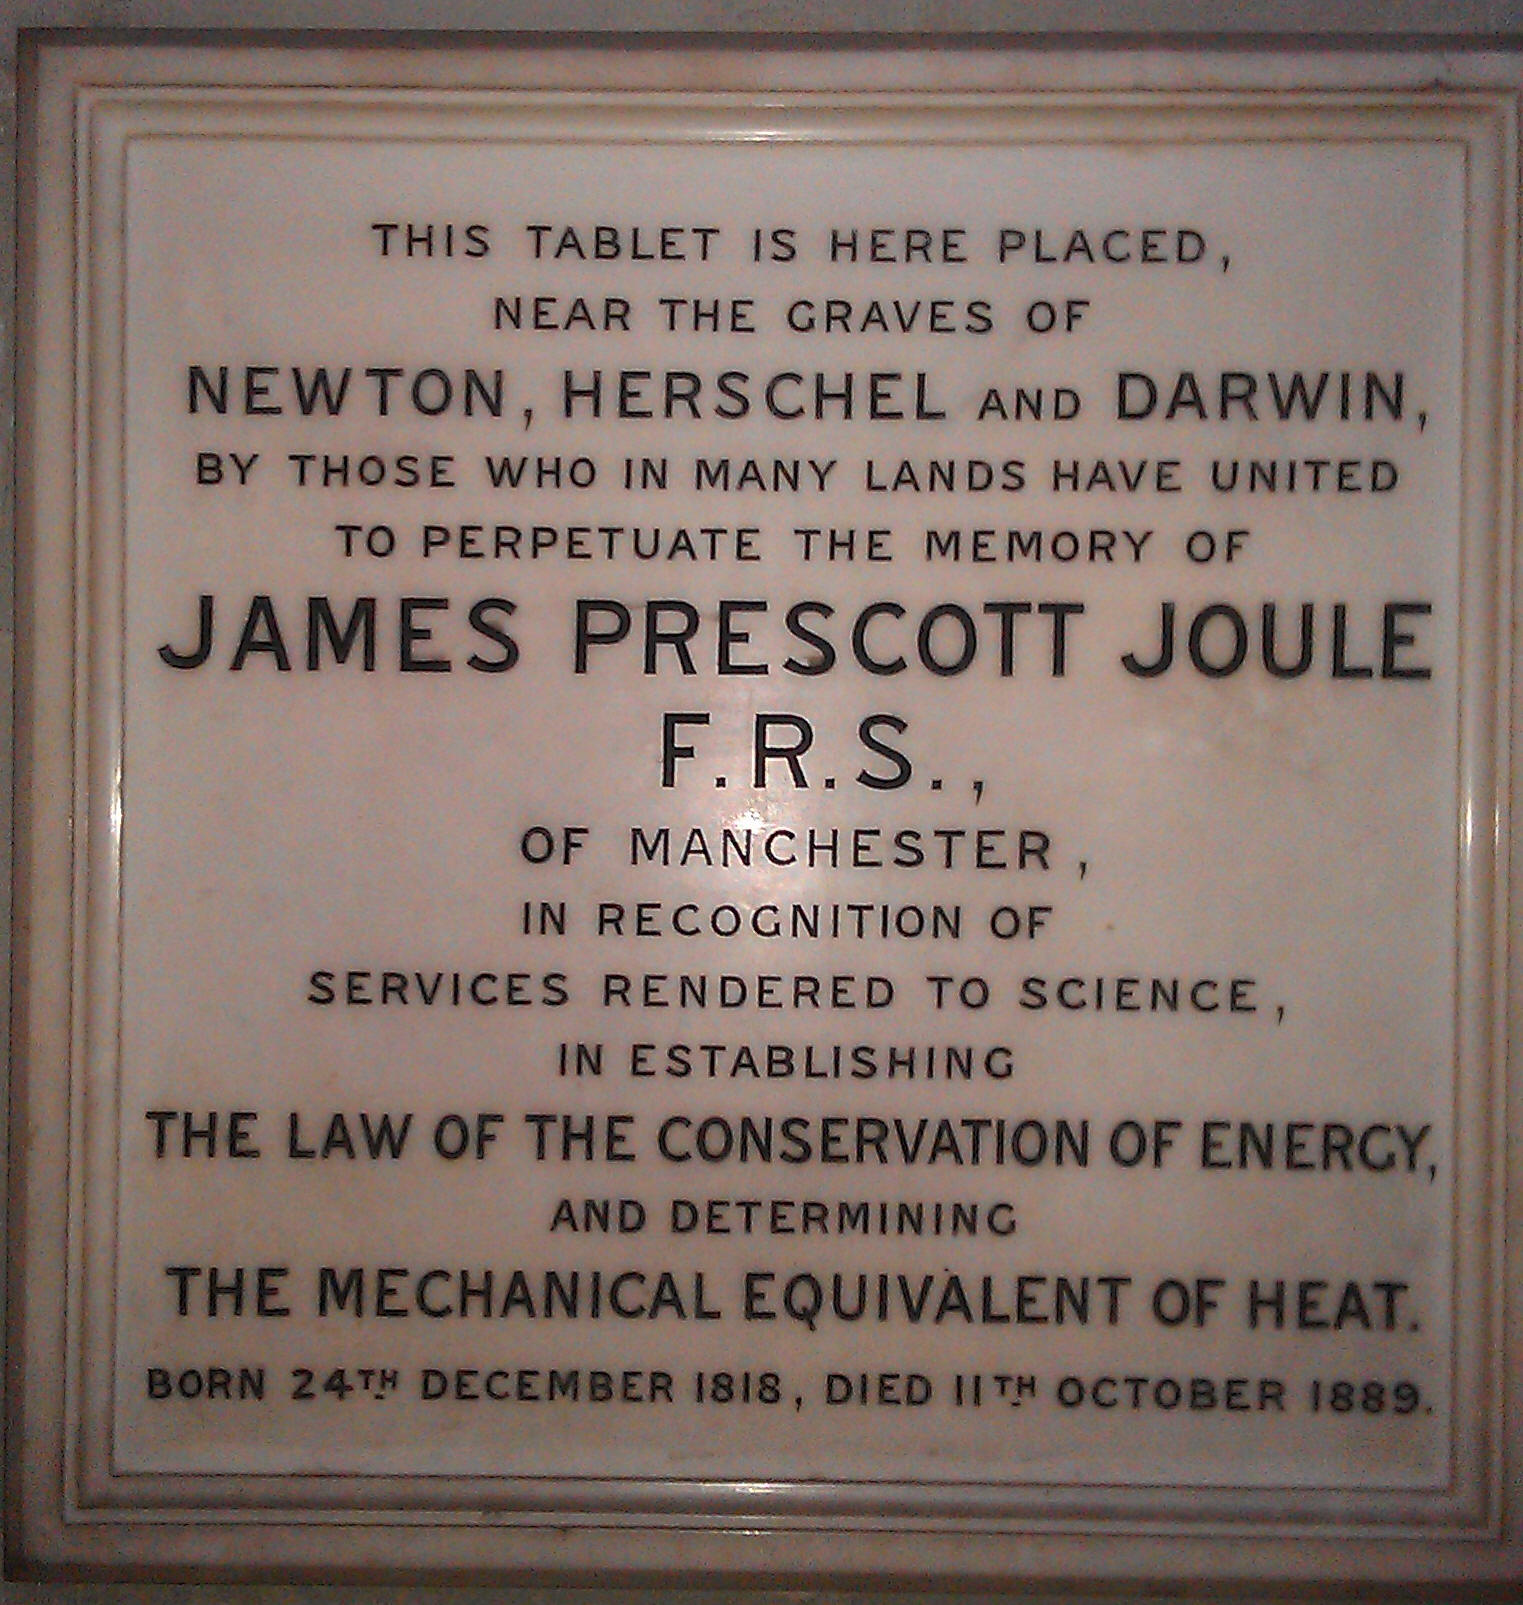 THIS TABLET IS HERE PLACED,
NEAR THE GRAVES OF
NEWTON, HERSCHEL AND DARWIN,
BY THOSE WHO IN MANY LANDS HAVE UNITED
TO PERPETUATE THE MEMORY OF
JAMES PRESCOTT JOULE
F.R.S.,
OF MANCHESTER,
IN RECOGNITION OF
SERVICES RENDERED TO SCIENCE,
IN ESTABLISHING
THE LAW OF THE CONSERVATION OF ENERGY,
AND DETERMINING
THE MECHANICAL EQUIVALENT OF HEAT.
BORN 24TH DECEMBER 1818, DIED 11TH OCTOBER 1889.